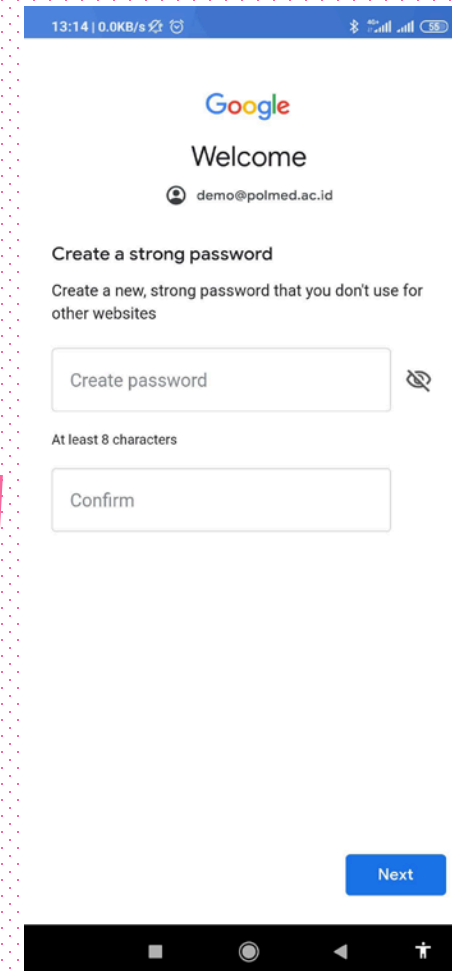 13:14 | 0.0KB/s 55
Google
Welcome
demo@polmed.ac.id
Create a strong password
Create a new, strong password that you don't use for
other websites
Create password
At least 8 characters
Confirm
Next